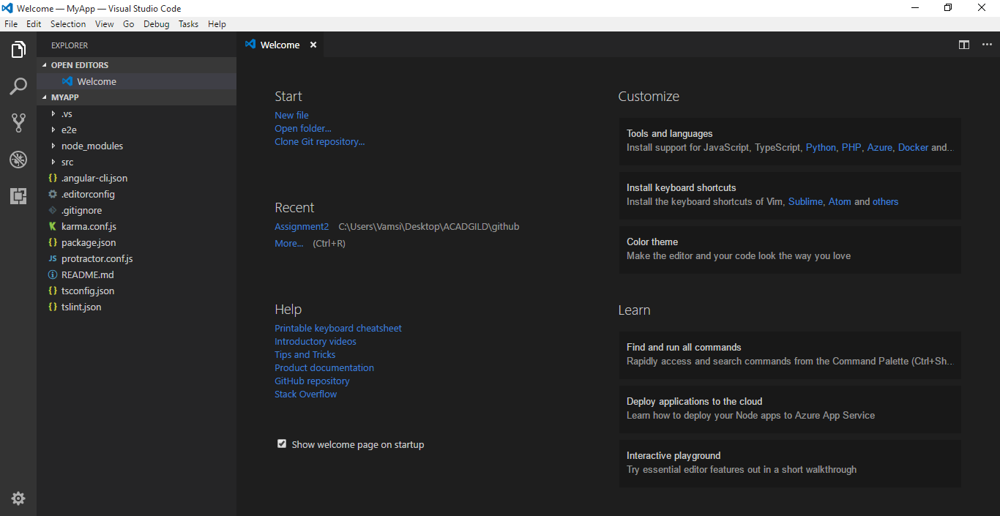 Welcome — MyApp — Visual Studio Code
File Edit Selection View Go Debug Tasks Help
EXPLORER
OPEN EDITORS
Welcome
MYAPP
.vs
e2e
node_modules
src
{} .angular-cli.json
.editorconfig
.gitignore
K karma.conf.js
{} package.json
JS protractor.conf.js
README.md
{} tsconfig.json
{} tslint.json
Welcome
Start
New file
Open folder...
Clone Git repository...
Recent
Assignment2 C:\Users\Vamsi\Desktop\ACADGILD\github
More... (Ctrl+R)
Help
Printable keyboard cheatsheet
Introductory videos
Tips and Tricks
Product documentation
GitHub repository
Stack Overflow
Show welcome page on startup
Customize
Tools and languages
Install support for JavaScript, TypeScript, Python, PHP, Azure, Docker and...
Install keyboard shortcuts
Install the keyboard shortcuts of Vim, Sublime, Atom and others
Color theme
Make the editor and your code look the way you love
Learn
Find and run all commands
Rapidly access and search commands from the Command Palette (Ctrl+Sh...
Deploy applications to the cloud
Learn how to deploy your Node apps to Azure App Service
Interactive playground
Try essential editor features out in a short walkthrough